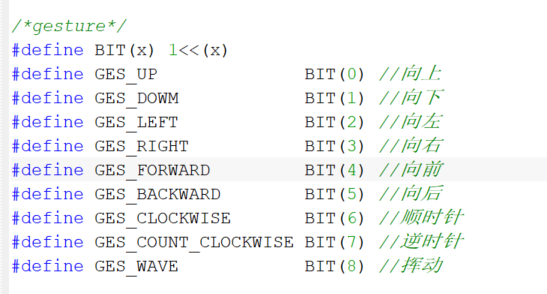 /*gesture*/
#define BIT(x) 1<<(x)
#define GES_UP BIT(0) //向上
#define GES_DOWM BIT(1) //向下
#define GES_LEFT BIT(2) //向左
#define GES_RIGHT BIT(3) //向右
#define GES_FORWARD BIT(4) //向前
#define GES_BACKWARD BIT(5) //向后
#define GES_CLOCKWISE BIT(6) //顺时针
#define GES_COUNT_CLOCKWISE BIT(7) //逆时针
#define GES_WAVE BIT(8) //挥动